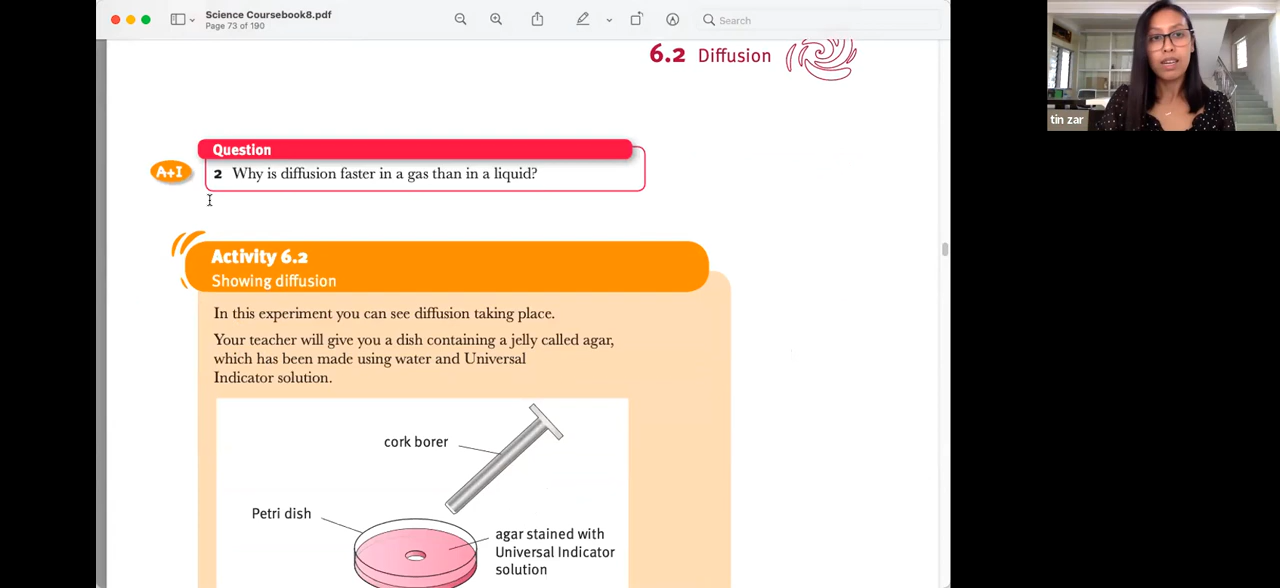 Science Coursebook8.pdf
Page 73 of 190
Search
6.2 Diffusion
tin zar
Question
A+I
2 Why is diffusion faster in a gas than in a liquid?
Activity 6.2
Showing diffusion
In this experiment you can see diffusion taking place.
Your teacher will give you a dish containing a jelly called agar,
which has been made using water and Universal
Indicator solution.
cork borer
Petri dish
agar stained with
Universal Indicator
solution